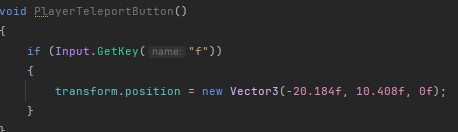 void PlayerTeleportButton()
{
if (Input.GetKey( name: "f"))
{
transform.position = new Vector3(-20.184f, 10.408f, 0f);
}
}